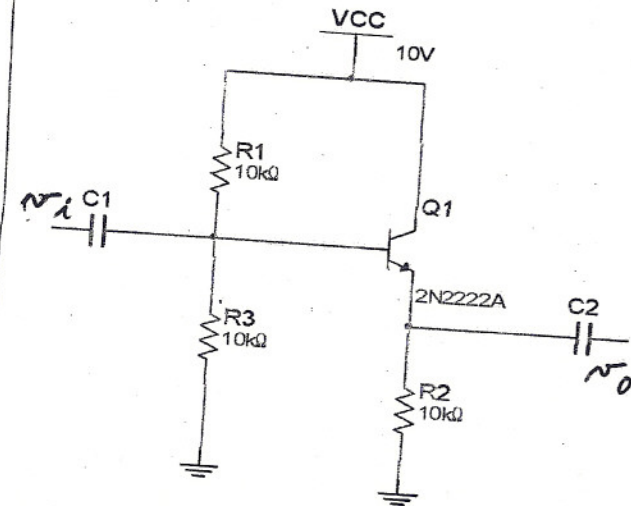 VCC
10V
R1
10kΩ
v i
C1
Q1
2N2222A
C2
v o
R3
10kΩ
R2
10kΩ